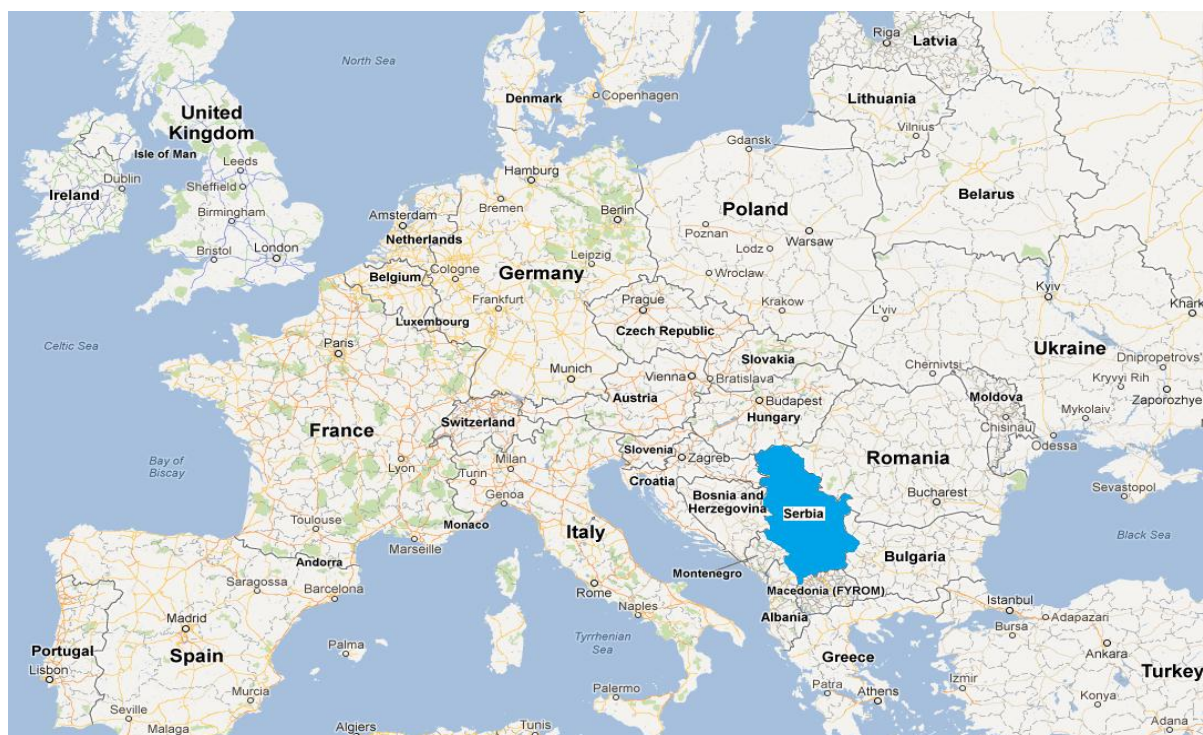 North Sea
Riga
Latvia
Denmark
Copenhagen
Lithuania
Vilnius
United
Kingdom
Isle of Man
Leeds
Dublin
Ireland
Sheffield
Birmingham
Gdansk
Hamburg
Bremen
Belarus
Amsterdam
Berlin
Poland
Poznan
Warsaw
Netherlands
Lodz
London
Bristol
Leipzig
Belgium
Cologne
Germany
Wroclaw
Kyiv
Frankfurt
Prague
Krakow
L'viv
Khark
Luxembourg
Czech Republic
Celtic Sea
Paris
Ukraine
Slovakia
Dnipropetrovs'
Chernivtsi
Munich
Vienna
Bratislava
Kryvyi Rih
Austria
Budapest
Moldova
Zaporozhye
Hungary
Mykolaiv
Switzerland
Chisinau
France
Odessa
Slovenia
Zagreb
Romania
Bay of
Biscay
Lyon
Milan
Turin
Croatia
Sevastopol
Genoa
Bosnia and
Herzegovina
Bucharest
Serbia
Toulouse
Monaco
Italy
Black Sea
Marseille
Bulgaria
Andorra
Montenegro
Saragossa
Rome
Macedonia (FYROM)
Barcelona
Naples
Istanbul
Adapazari
Albania
Madrid
Bursa
Tyrrhenian
Sea
Palma
Ankara
Portugal
Spain
Greece
Lisbon
Turkey
Izmir
Murcia
Palermo
Patra
Athens
Konya
Seville
Malaga
Algiers
Tunis
Adana